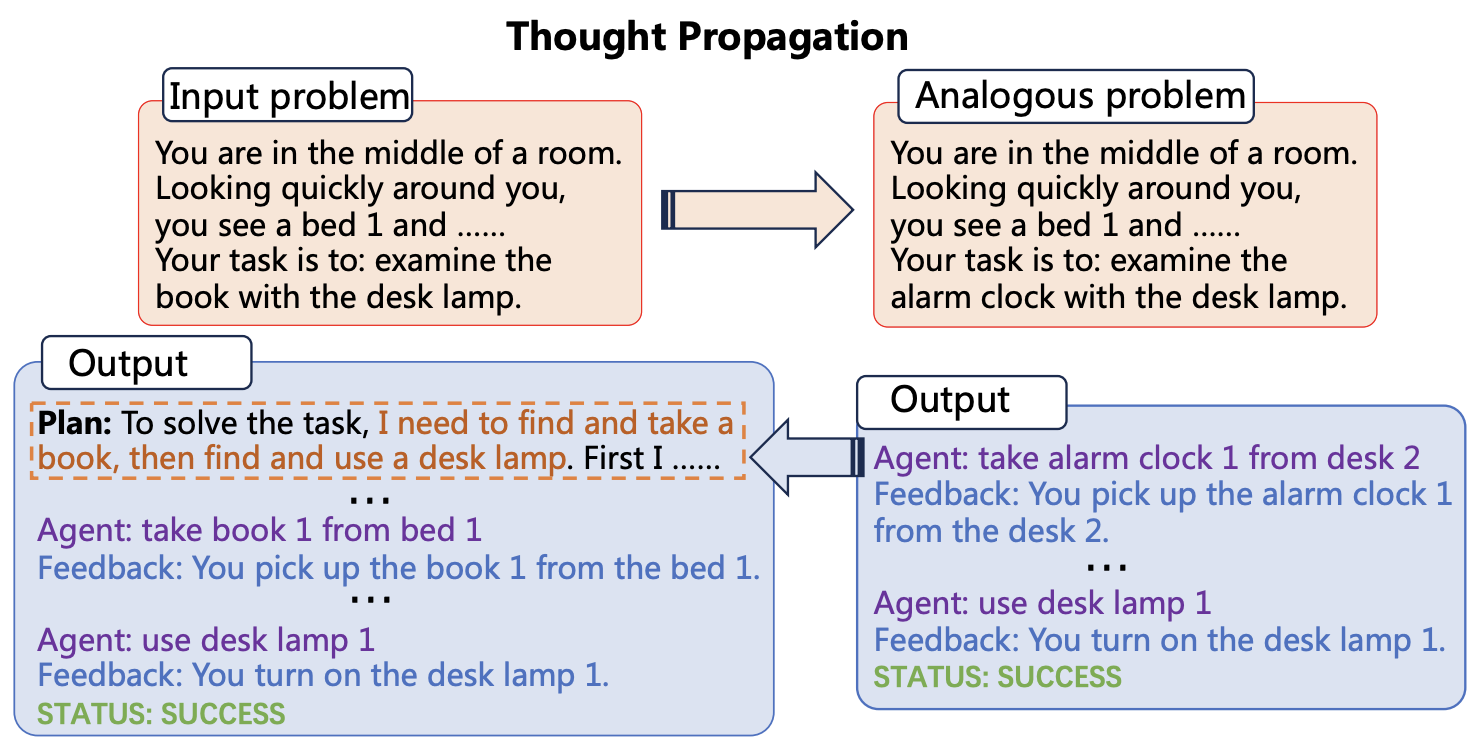 Thought Propagation
Input problem
You are in the middle of a room.
Looking quickly around you,
you see a bed 1 and ......
Your task is to: examine the
book with the desk lamp.
Analogous problem
You are in the middle of a room.
Looking quickly around you,
you see a bed 1 and ......
Your task is to: examine the
alarm clock with the desk lamp.
Output
Plan: To solve the task, I need to find and take a
book, then find and use a desk lamp. First I ......
...
Agent: take book 1 from bed 1
Feedback: You pick up the book 1 from the bed 1.
...
Agent: use desk lamp 1
Feedback: You turn on the desk lamp 1.
STATUS: SUCCESS
Output
Agent: take alarm clock 1 from desk 2
Feedback: You pick up the alarm clock 1
from the desk 2.
...
Agent: use desk lamp 1
Feedback: You turn on the desk lamp 1.
STATUS: SUCCESS